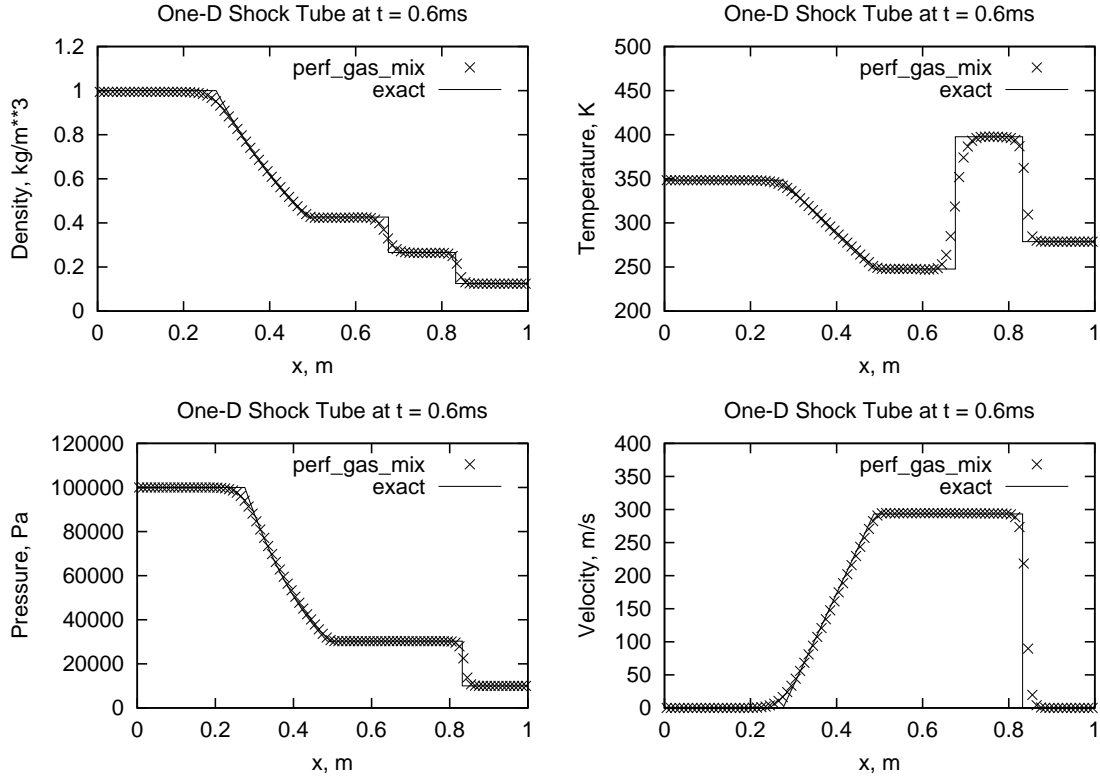 One-D Shock Tube at t = 0.6ms
Density, kg/m**3
1.2
1
0.8
0.6
0.4
0.2
0
perf_gas_mix
exact
0 0.2 0.4 0.6 0.8 1
x, m
One-D Shock Tube at t = 0.6ms
Temperature, K
500
450
400
350
300
250
200
perf_gas_mix
exact
0 0.2 0.4 0.6 0.8 1
x, m
One-D Shock Tube at t = 0.6ms
Pressure, Pa
120000
100000
80000
60000
40000
20000
0
perf_gas_mix
exact
0 0.2 0.4 0.6 0.8 1
x, m
One-D Shock Tube at t = 0.6ms
Velocity, m/s
400
350
300
250
200
150
100
50
0
perf_gas_mix
exact
0 0.2 0.4 0.6 0.8 1
x, m